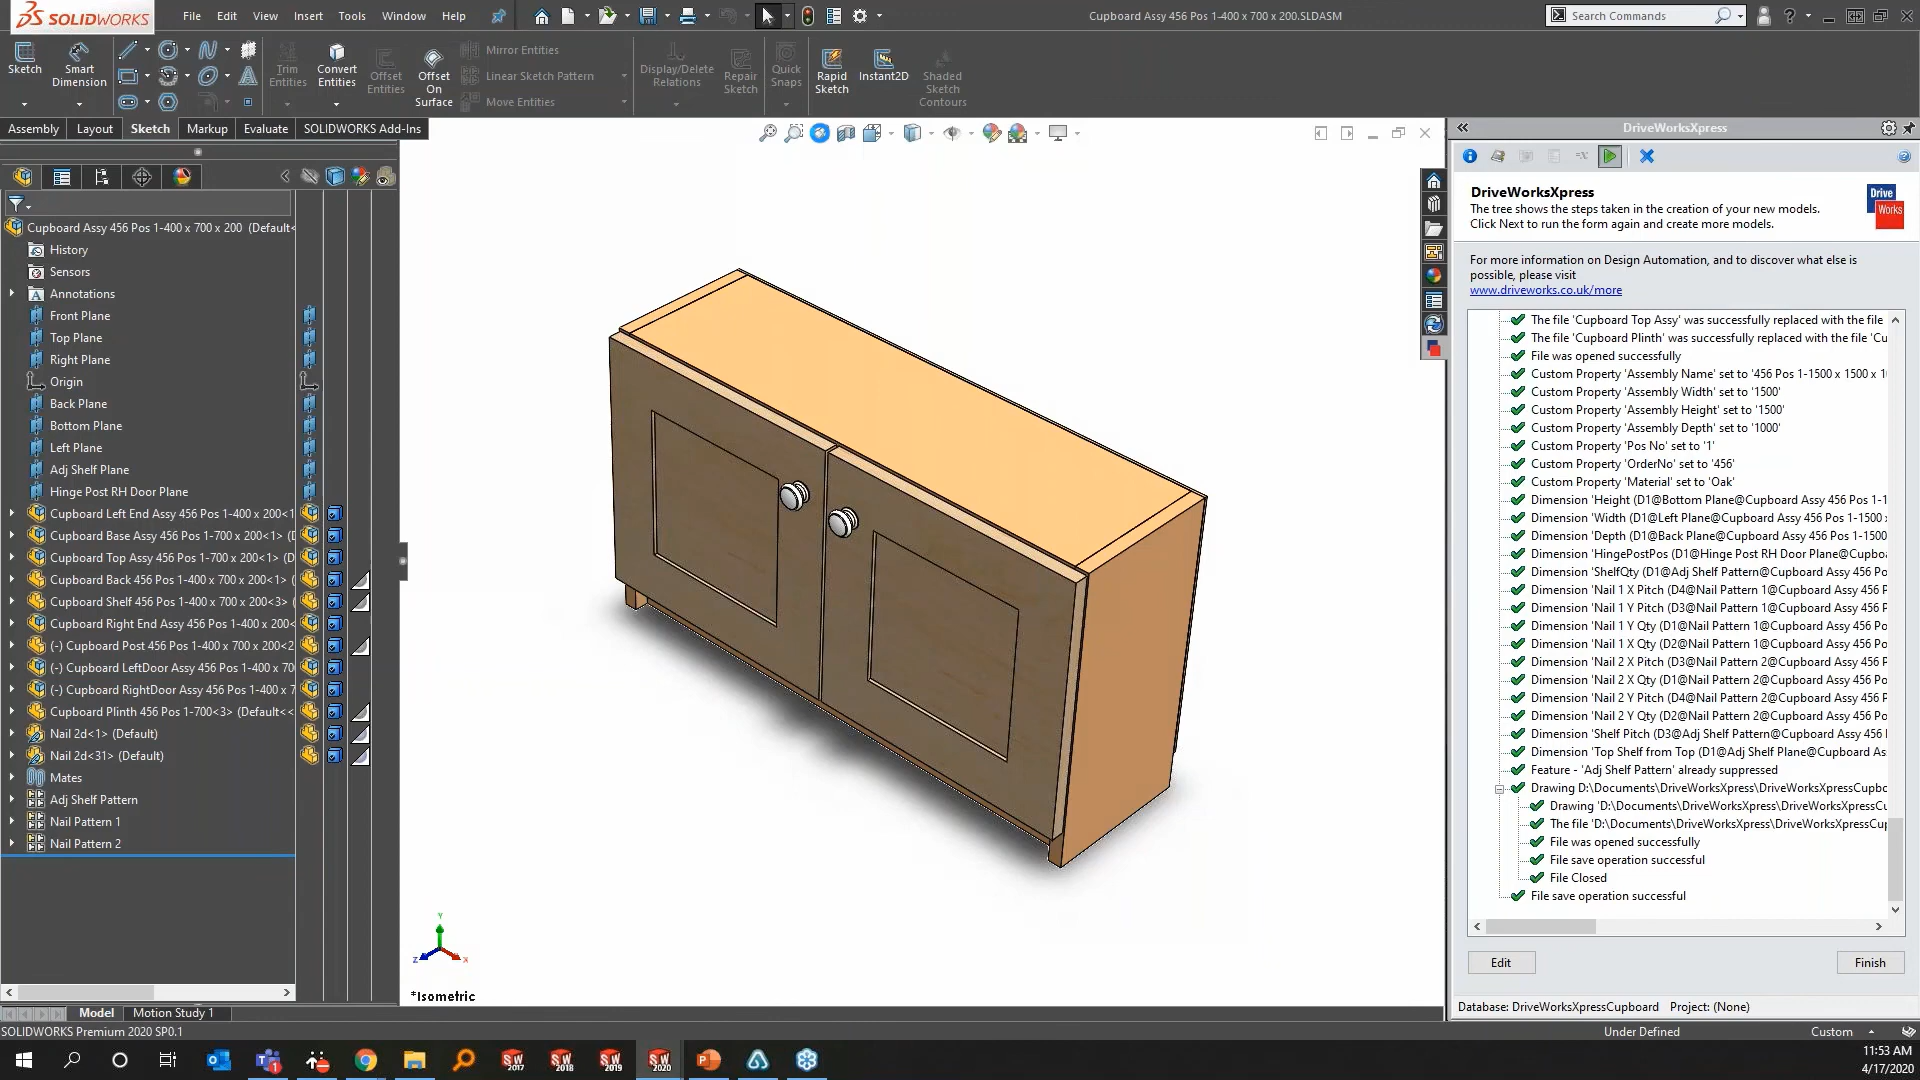 SOLIDWORKS
File Edit View Insert Tools Window Help
Cupboard Assy 456 Pos 1-400 x 700 x 200.SLDASM
Search Commands
Sketch
Smart Dimension
Trim Entities
Convert Entities
Offset Entities
Offset On Surface
Mirror Entities
Linear Sketch Pattern
Move Entities
Display/Delete Relations
Repair Sketch
Quick Snaps
Rapid Sketch
Instant2D
Shaded Sketch Contours
Assembly Layout Sketch Markup Evaluate SOLIDWORKS Add-Ins
Cupboard Assy 456 Pos 1-400 x 700 x 200 (Default<
History
Sensors
Annotations
Front Plane
Top Plane
Right Plane
Origin
Back Plane
Bottom Plane
Left Plane
Adj Shelf Plane
Hinge Post RH Door Plane
Cupboard Left End Assy 456 Pos 1-400 x 200<1
Cupboard Base Assy 456 Pos 1-700 x 200<1> (D
Cupboard Top Assy 456 Pos 1-700 x 200<1> (D
Cupboard Back 456 Pos 1-400 x 700 x 200<1> (
Cupboard Shelf 456 Pos 1-400 x 700 x 200<3> (
Cupboard Right End Assy 456 Pos 1-400 x 200<
(-) Cupboard Post 456 Pos 1-400 x 700 x 200<2
(-) Cupboard LeftDoor Assy 456 Pos 1-400 x 70
(-) Cupboard RightDoor Assy 456 Pos 1-400 x 7
Cupboard Plinth 456 Pos 1-700<3> (Default<<
Nail 2d<1> (Default)
Nail 2d<31> (Default)
Mates
Adj Shelf Pattern
Nail Pattern 1
Nail Pattern 2
Y
Z
X
*Isometric
DriveWorksXpress
DriveWorksXpress
The tree shows the steps taken in the creation of your new models.
Click Next to run the form again and create more models.
Drive
Works
For more information on Design Automation, and to discover what else is
possible, please visit
www.driveworks.co.uk/more
The file 'Cupboard Top Assy' was successfully replaced with the file
The file 'Cupboard Plinth' was successfully replaced with the file 'Cu
File was opened successfully
Custom Property 'Assembly Name' set to '456 Pos 1-1500 x 1500 x 1
Custom Property 'Assembly Width' set to '1500'
Custom Property 'Assembly Height' set to '1500'
Custom Property 'Assembly Depth' set to '1000'
Custom Property 'Pos No' set to '1'
Custom Property 'OrderNo' set to '456'
Custom Property 'Material' set to 'Oak'
Dimension 'Height (D1@Bottom Plane@Cupboard Assy 456 Pos 1-1
Dimension 'Width (D1@Left Plane@Cupboard Assy 456 Pos 1-1500
Dimension 'Depth (D1@Back Plane@Cupboard Assy 456 Pos 1-1500
Dimension 'HingePostPos (D1@Hinge Post RH Door Plane@Cupbo
Dimension 'ShelfQty (D1@Adj Shelf Pattern@Cupboard Assy 456 Po
Dimension 'Nail 1 X Pitch (D4@Nail Pattern 1@Cupboard Assy 456 P
Dimension 'Nail 1 Y Pitch (D3@Nail Pattern 1@Cupboard Assy 456 P
Dimension 'Nail 1 Y Qty (D1@Nail Pattern 1@Cupboard Assy 456 Po
Dimension 'Nail 1 X Qty (D2@Nail Pattern 1@Cupboard Assy 456 Po
Dimension 'Nail 2 X Pitch (D3@Nail Pattern 2@Cupboard Assy 456 P
Dimension 'Nail 2 X Qty (D1@Nail Pattern 2@Cupboard Assy 456 Po
Dimension 'Nail 2 Y Pitch (D4@Nail Pattern 2@Cupboard Assy 456 P
Dimension 'Nail 2 Y Qty (D2@Nail Pattern 2@Cupboard Assy 456 Po
Dimension 'Shelf Pitch (D3@Adj Shelf Pattern@Cupboard Assy 456
Dimension 'Top Shelf from Top (D1@Adj Shelf Plane@Cupboard As
Feature - 'Adj Shelf Pattern' already suppressed
Drawing D:\Documents\DriveWorksXpress\DriveWorksXpressCupbo
Drawing 'D:\Documents\DriveWorksXpress\DriveWorksXpressCu
The file 'D:\Documents\DriveWorksXpress\DriveWorksXpressCup
File was opened successfully
File save operation successful
File Closed
File save operation successful
Edit
Finish
Database: DriveWorksXpressCupboard Project: (None)
Model Motion Study 1
SOLIDWORKS Premium 2020 SP0.1
Under Defined
Custom
SW 2017
SW 2018
SW 2019
SW 2020
11:53 AM
4/17/2020